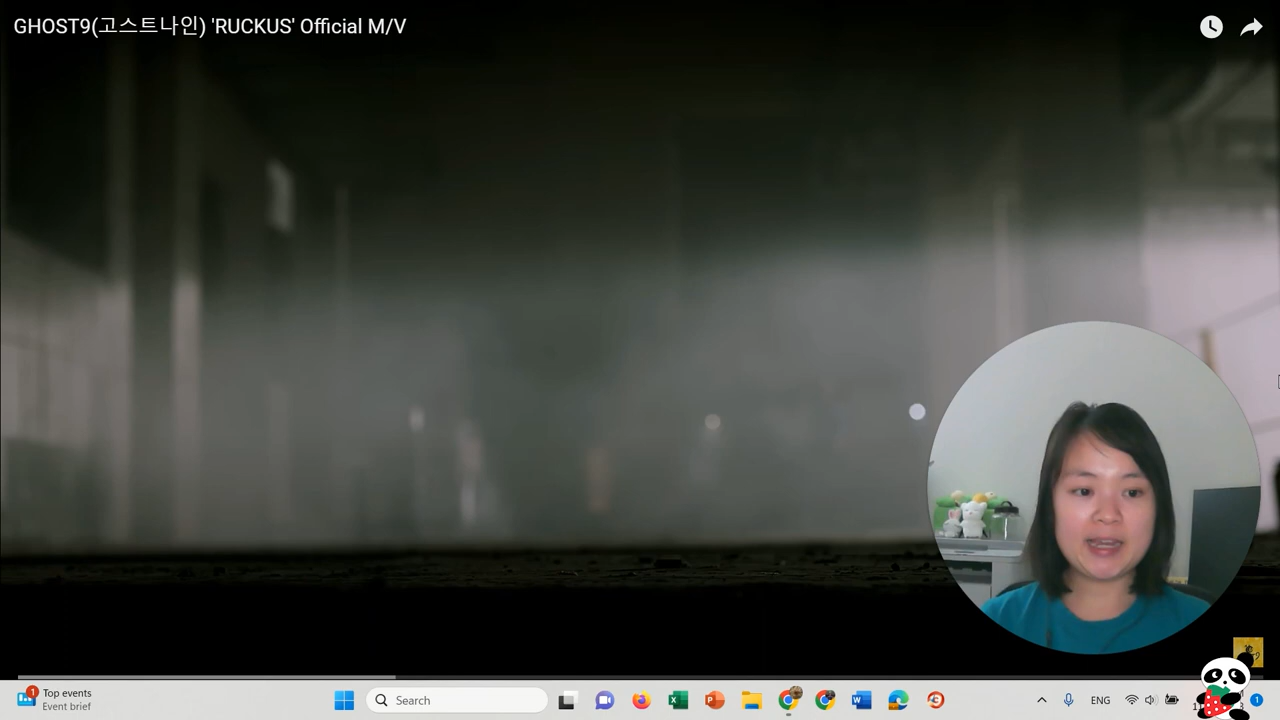 GHOST9(고스트나인) 'RUCKUS' Official M/V
Top events
Event brief
Search
ENG